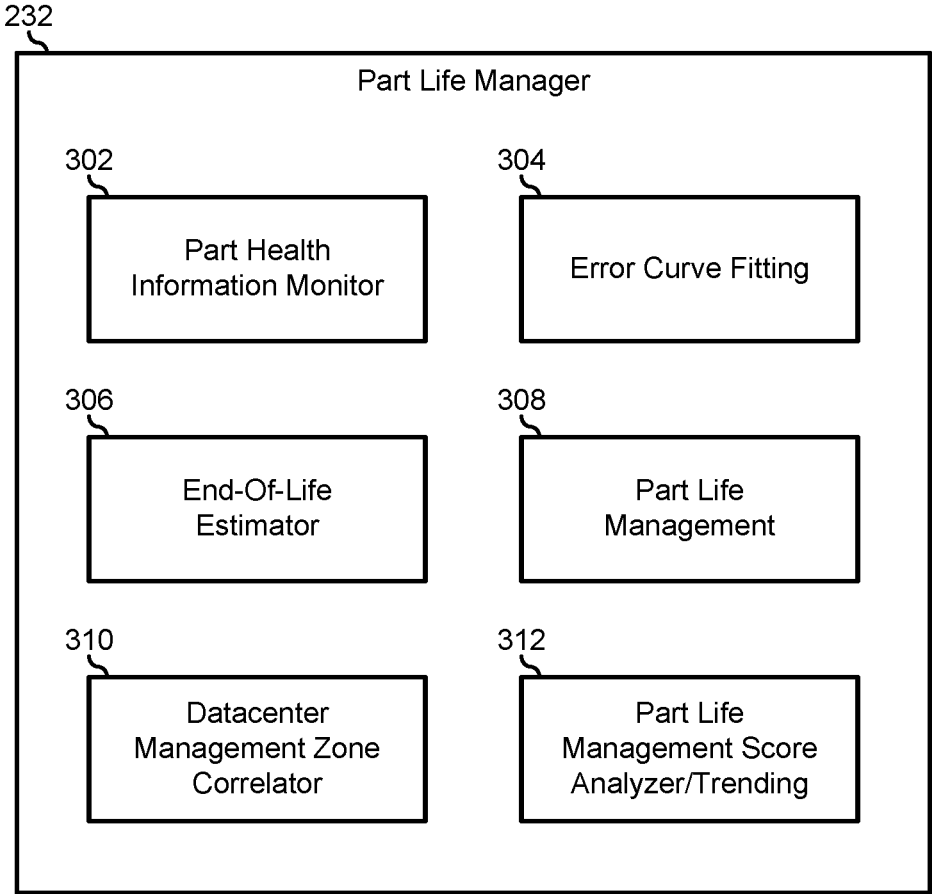 232
Part Life Manager
302
Part Health
Information Monitor
304
Error Curve Fitting
306
End-Of-Life
Estimator
308
Part Life
Management
310
Datacenter
Management Zone
Correlator
312
Part Life
Management Score
Analyzer/Trending